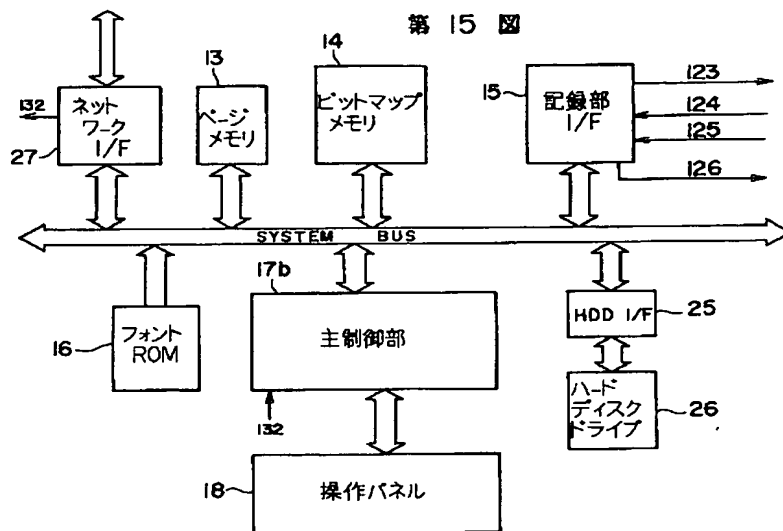 第 15 図
132
ネット
ワーク
I/F
27
13
ページ
メモリ
14
ビットマップ
メモリ
15
記録部
I/F
123
124
125
126
SYSTEM BUS
16
フォント
ROM
17b
主制御部
132
HDD I/F
25
ハード
ディスク
ドライブ
26
18
操作パネル